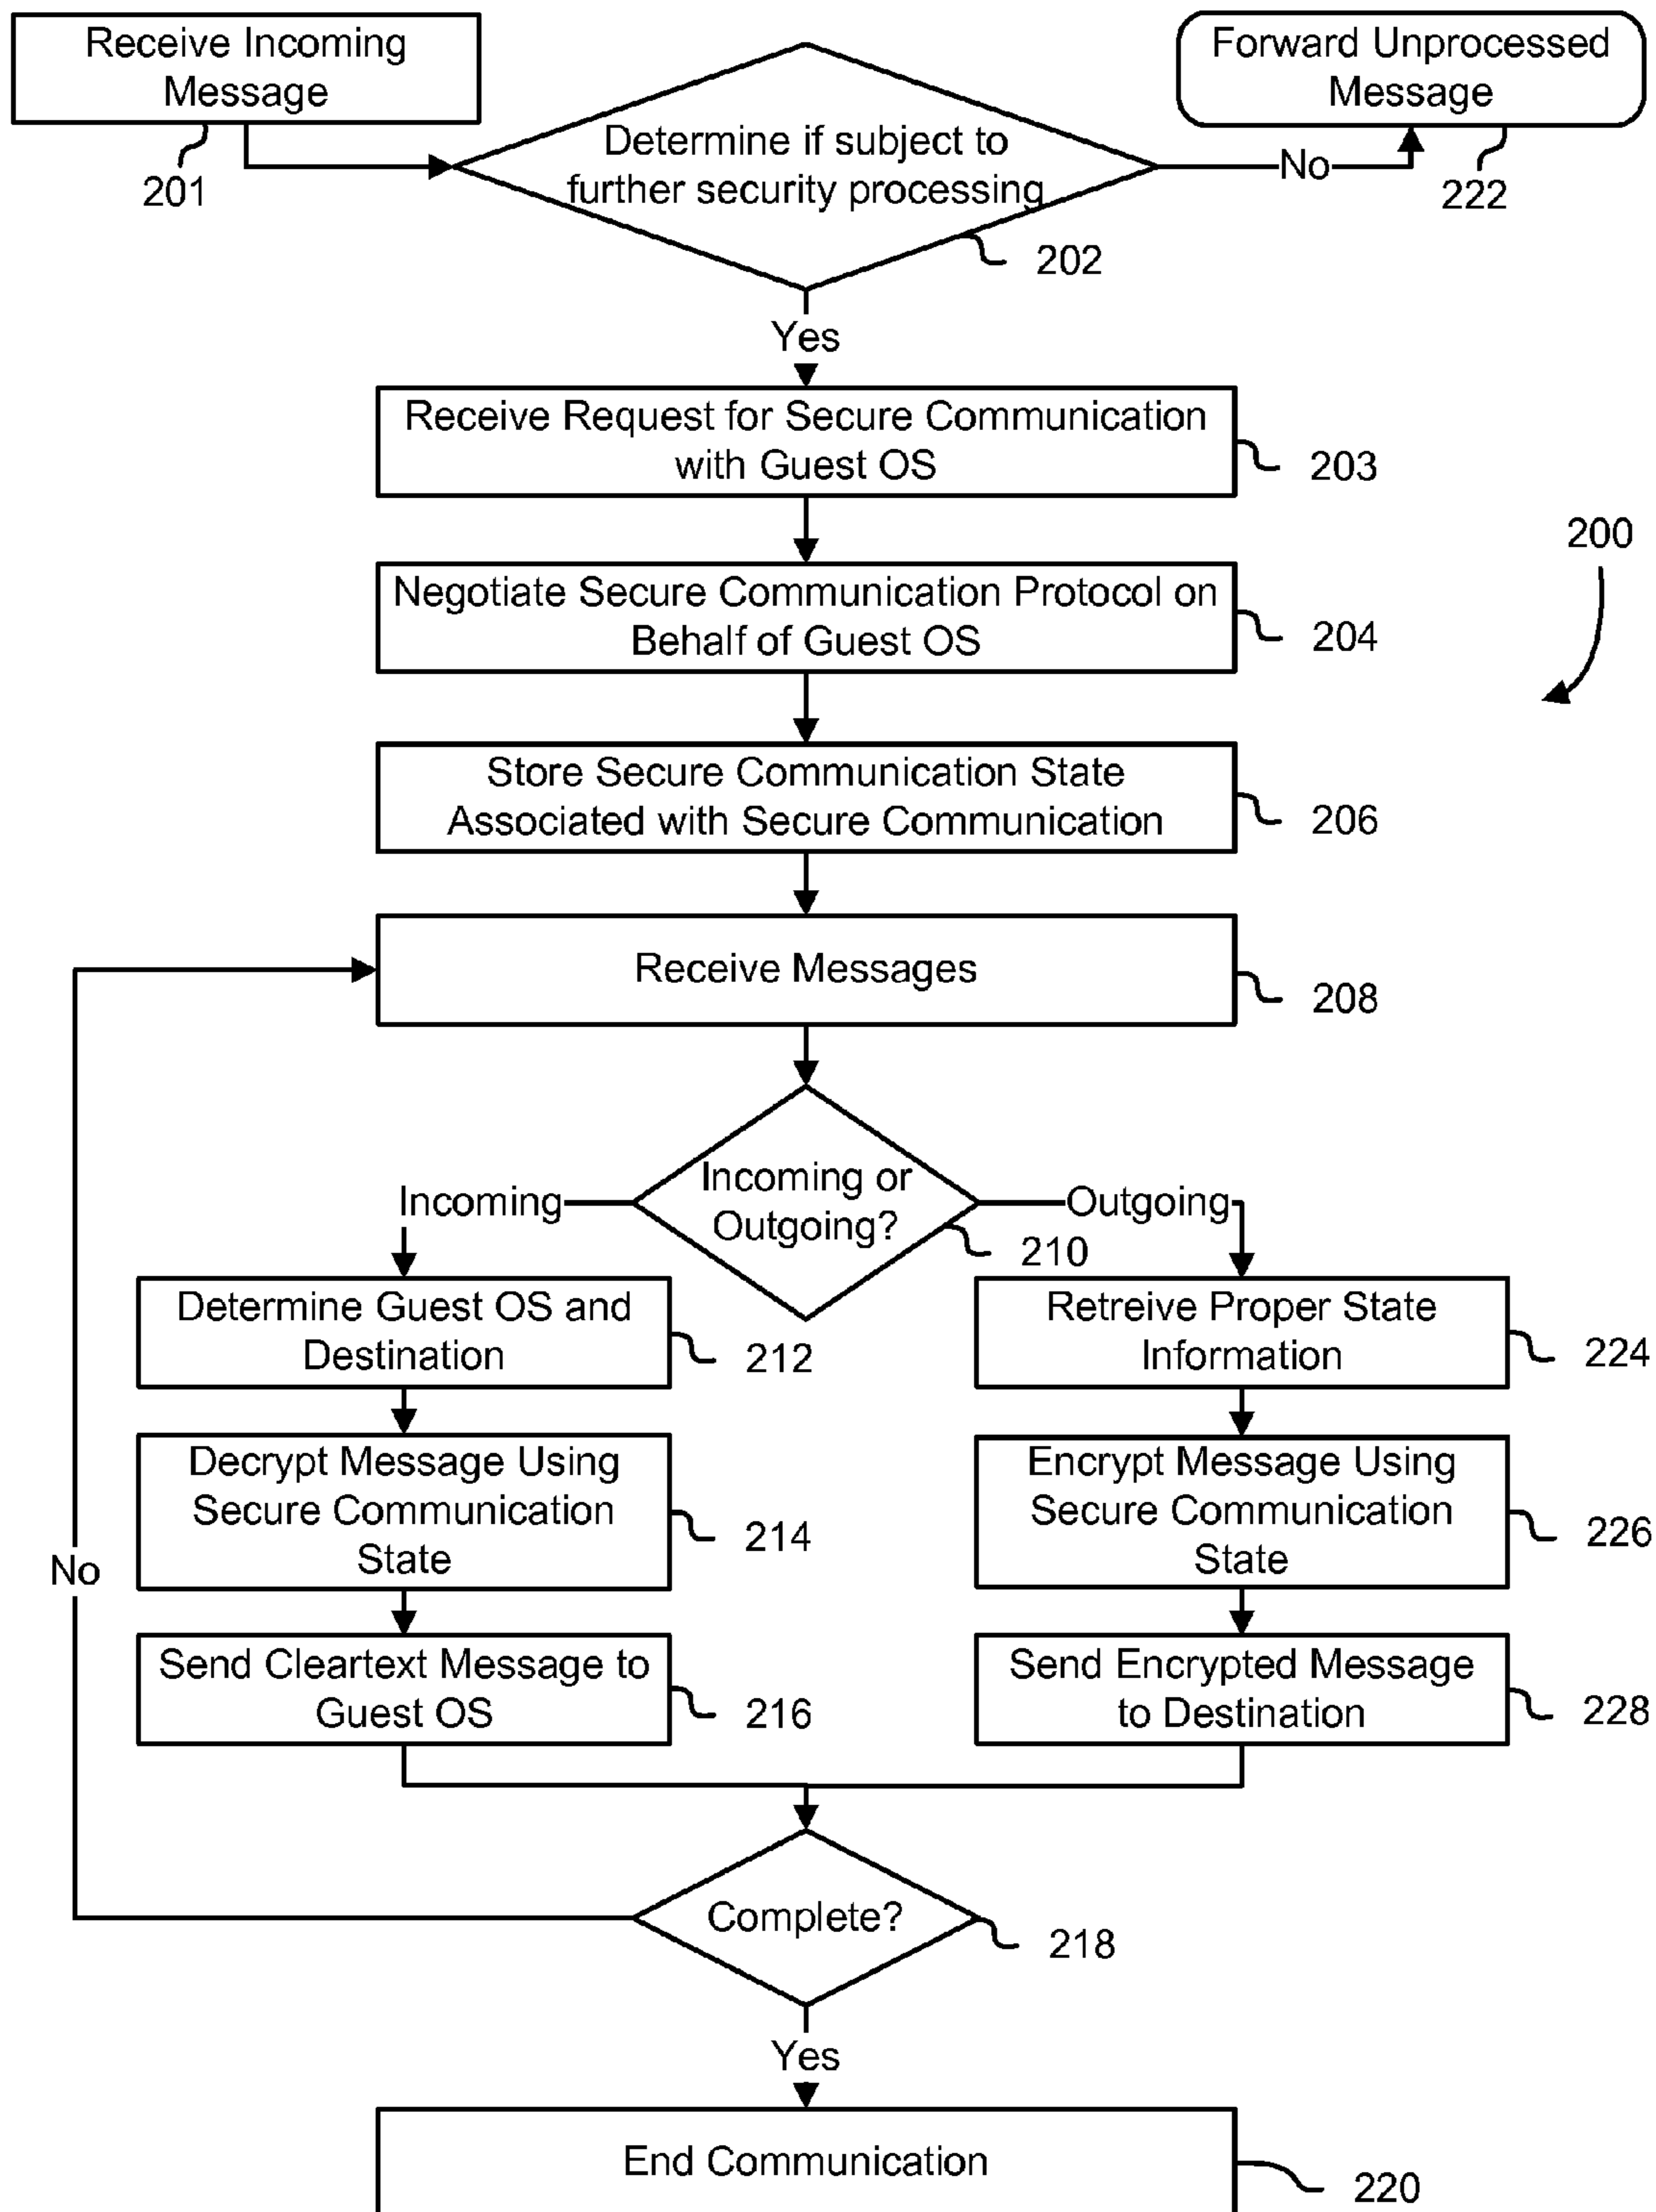 Receive Incoming
Message
201
Determine if subject to
further security processing
202
No
Forward Unprocessed
Message
222
Yes
Receive Request for Secure Communication
with Guest OS
203
200
Negotiate Secure Communication Protocol on
Behalf of Guest OS
204
Store Secure Communication State
Associated with Secure Communication
206
Receive Messages
208
Incoming or
Outgoing?
210
Incoming
Outgoing
Determine Guest OS and
Destination
212
Retreive Proper State
Information
224
Decrypt Message Using
Secure Communication
State
214
Encrypt Message Using
Secure Communication
State
226
No
Send Cleartext Message to
Guest OS
216
Send Encrypted Message
to Destination
228
Complete?
218
Yes
End Communication
220